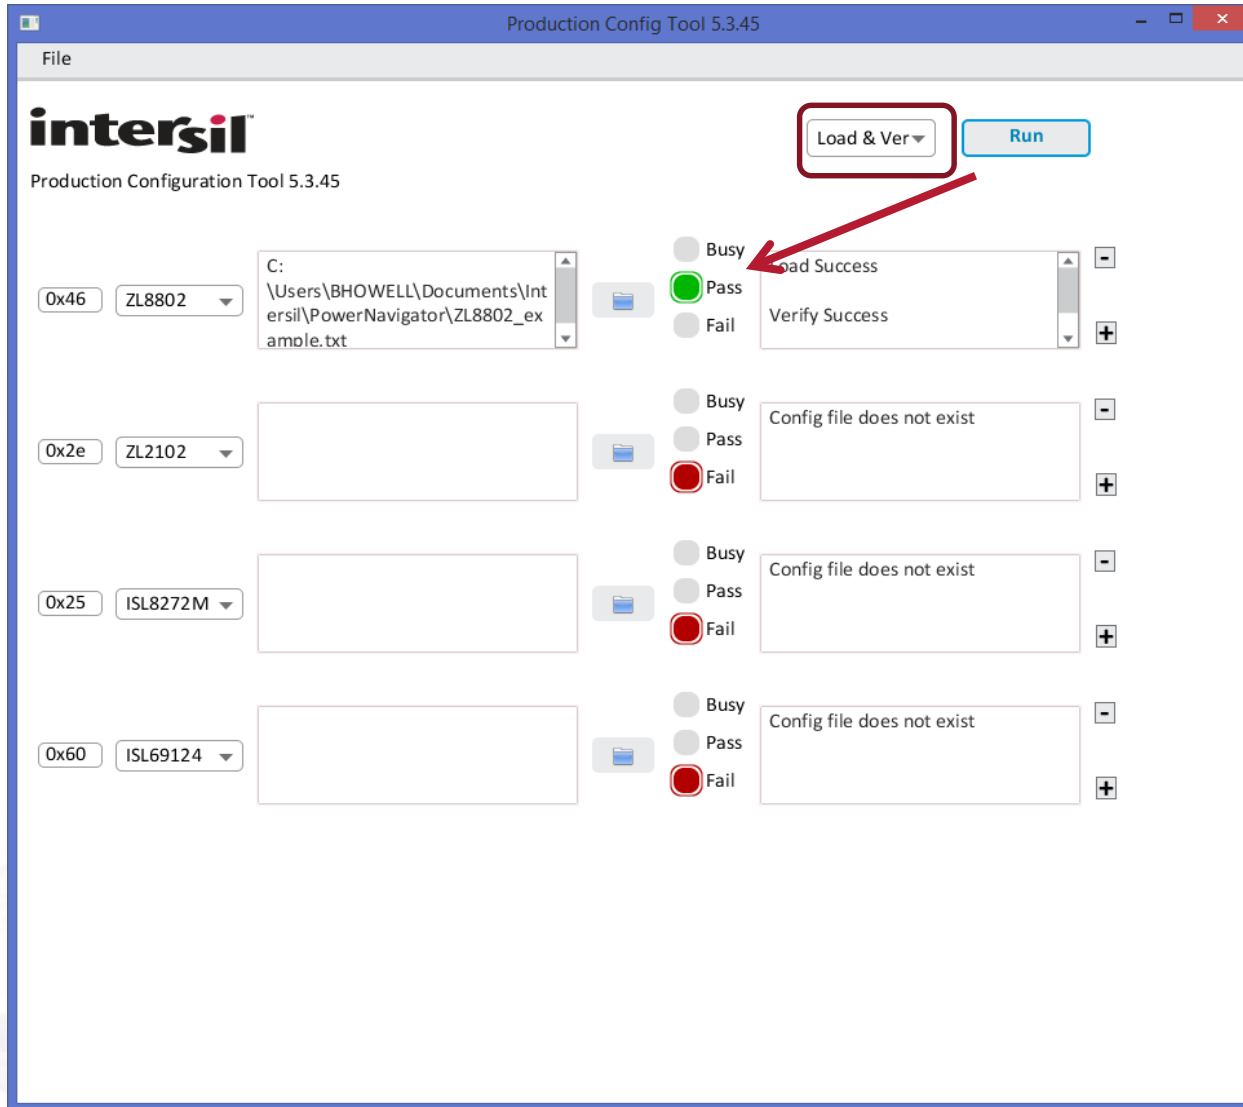 Production Config Tool 5.3.45
File
intersil™
Load & Ver
Run
Production Configuration Tool 5.3.45
0x46
ZL8802
C:
\Users\BHOWELL\Documents\Int
ersil\PowerNavigator\ZL8802_ex
ample.txt
Busy
Pass
Fail
Load Success
Verify Success
-
+
0x2e
ZL2102
Busy
Pass
Fail
Config file does not exist
-
+
0x25
ISL8272M
Busy
Pass
Fail
Config file does not exist
-
+
0x60
ISL69124
Busy
Pass
Fail
Config file does not exist
-
+